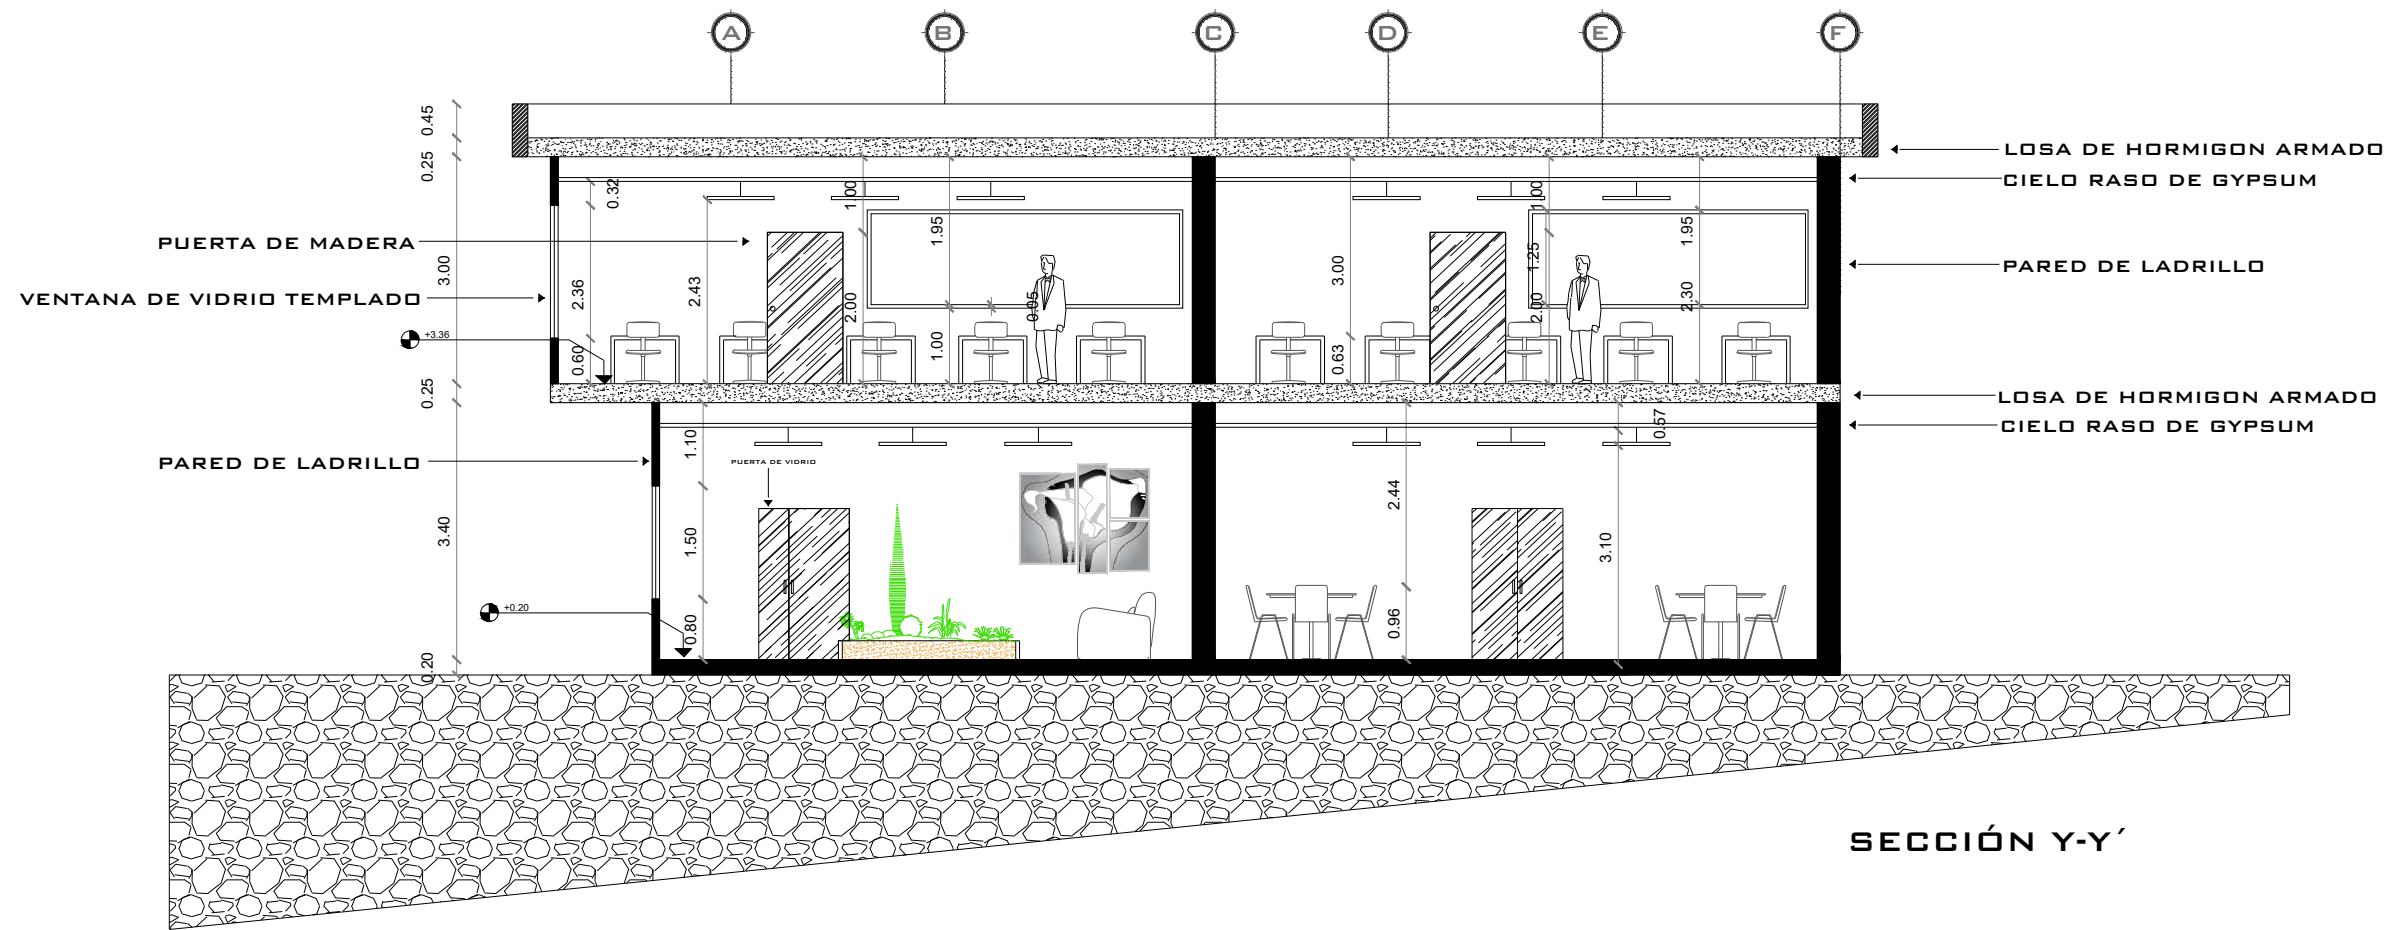 A B C D E F
0.45
0.25
LOSA DE HORMIGON ARMADO
CIELO RASO DE GYPSUM
0.32
1.00
1.00
PUERTA DE MADERA
1.95
1.95
PARED DE LADRILLO
3.00
2.36
2.43
3.00
1.25
VENTANA DE VIDRIO TEMPLADO
2.00
0.05
2.00
2.30
+3.36
0.60
1.00
0.63
0.25
LOSA DE HORMIGON ARMADO
CIELO RASO DE GYPSUM
0.57
1.10
PARED DE LADRILLO
PUERTA DE VIDRIO
2.44
3.40
1.50
3.10
+0.20
0.80
0.96
0.20
SECCIÓN Y-Y´